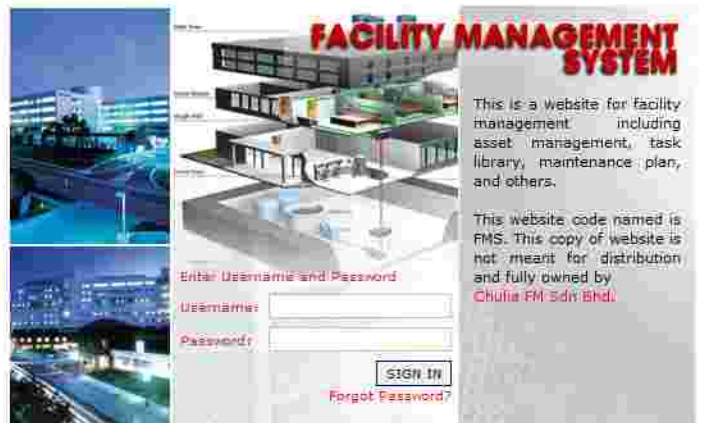 FACILITY MANAGEMENT
SYSTEM
This is a website for facility
management including
asset management, task
library, maintenance plan,
and others.
This website code named is
FMS. This copy of website is
not meant for distribution
and fully owned by
Chulia FM Sdn Bhd.
Enter Username and Password
Username:
Password:
SIGN IN
Forgot Password?